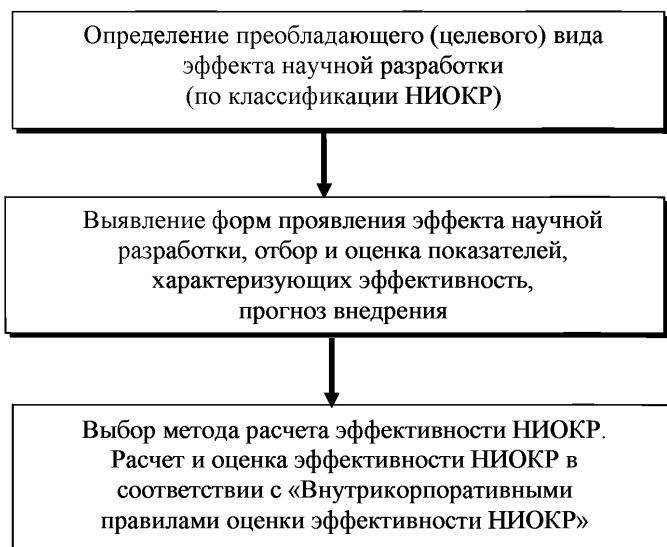 Определение преобладающего (целевого) вида
эффекта научной разработки
(по классификации НИОКР)
Выявление форм проявления эффекта научной
разработки, отбор и оценка показателей,
характеризующих эффективность,
прогноз внедрения
Выбор метода расчета эффективности НИОКР.
Расчет и оценка эффективности НИОКР в
соответствии с «Внутрикорпоративными
правилами оценки эффективности НИОКР»